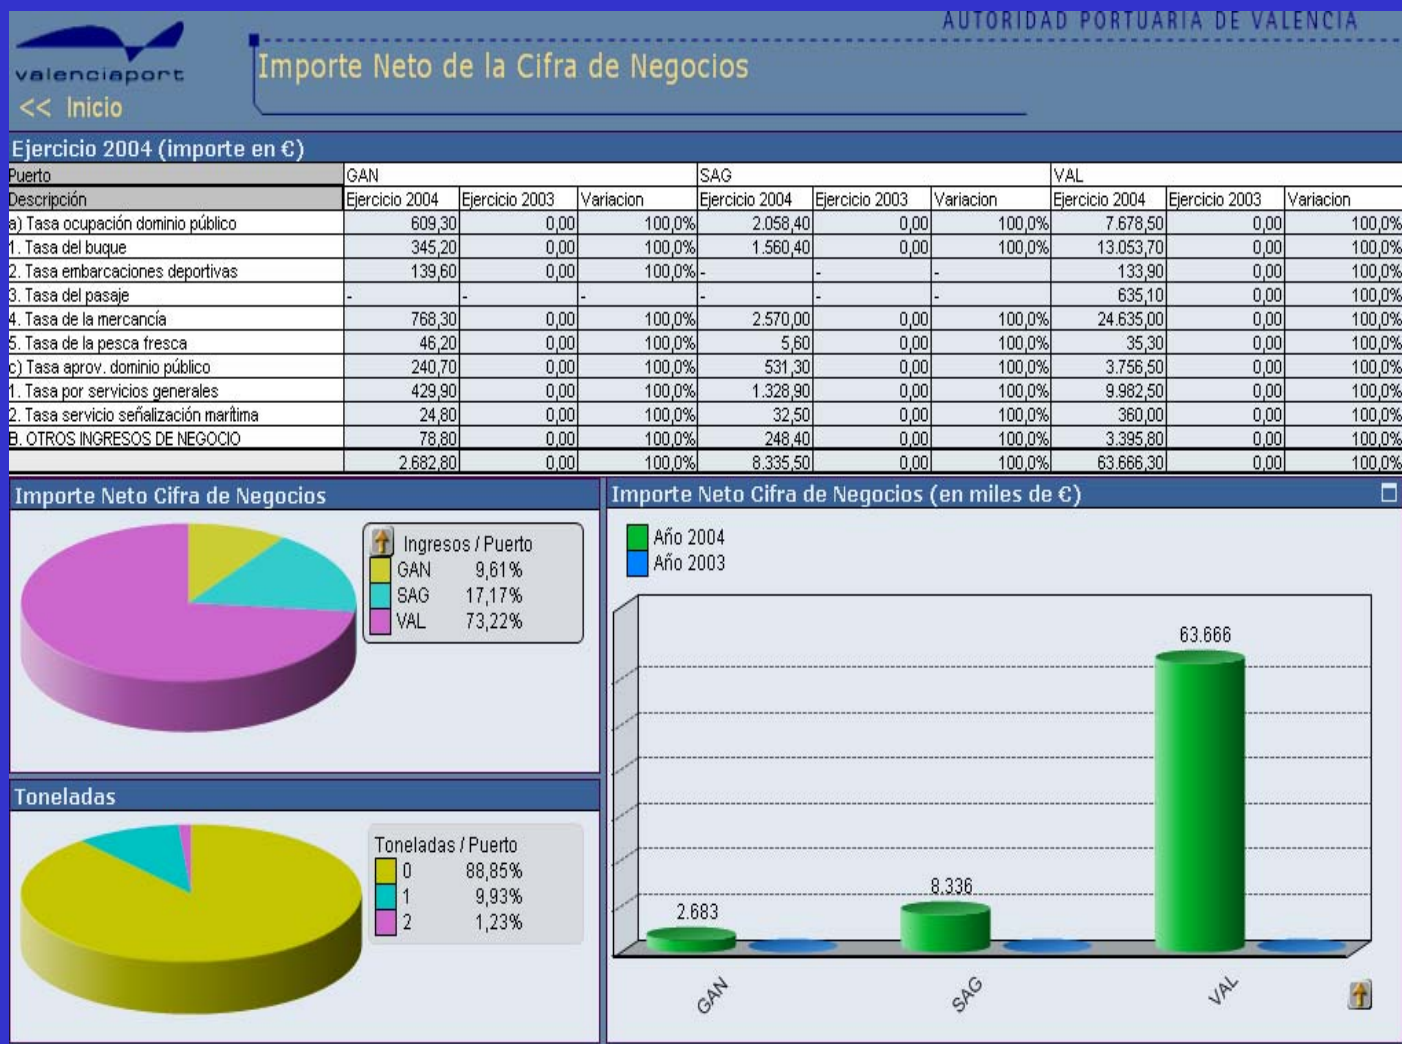 AUTORIDAD PORTUARIA DE VALENCIA
valenciaport
Importe Neto de la Cifra de Negocios
<< Inicio
Ejercicio 2004 (importe en €)
Puerto GAN SAG VAL
Descripción Ejercicio 2004 Ejercicio 2003 Variacion Ejercicio 2004 Ejercicio 2003 Variacion Ejercicio 2004 Ejercicio 2003 Variacion
a) Tasa ocupación dominio público 609,30 0,00 100,0% 2.058,40 0,00 100,0% 7.678,50 0,00 100,0%
1. Tasa del buque 345,20 0,00 100,0% 1.560,40 0,00 100,0% 13.053,70 0,00 100,0%
2. Tasa embarcaciones deportivas 139,60 0,00 100,0% - - - 133,90 0,00 100,0%
3. Tasa del pasaje - - - - - - 635,10 0,00 100,0%
4. Tasa de la mercancía 768,30 0,00 100,0% 2.570,00 0,00 100,0% 24.635,00 0,00 100,0%
5. Tasa de la pesca fresca 46,20 0,00 100,0% 5,60 0,00 100,0% 35,30 0,00 100,0%
c) Tasa aprov. dominio público 240,70 0,00 100,0% 531,30 0,00 100,0% 3.756,50 0,00 100,0%
1. Tasa por servicios generales 429,90 0,00 100,0% 1.328,90 0,00 100,0% 9.982,50 0,00 100,0%
2. Tasa servicio señalización marítima 24,80 0,00 100,0% 32,50 0,00 100,0% 360,00 0,00 100,0%
B. OTROS INGRESOS DE NEGOCIO 78,80 0,00 100,0% 248,40 0,00 100,0% 3.395,80 0,00 100,0%
2.682,80 0,00 100,0% 8.335,50 0,00 100,0% 63.666,30 0,00 100,0%
Importe Neto Cifra de Negocios
Ingresos / Puerto
GAN 9,61%
SAG 17,17%
VAL 73,22%
Toneladas
Toneladas / Puerto
0 88,85%
1 9,93%
2 1,23%
Importe Neto Cifra de Negocios (en miles de €)
Año 2004
Año 2003
63.666
8.336
2.683
GAN SAG VAL